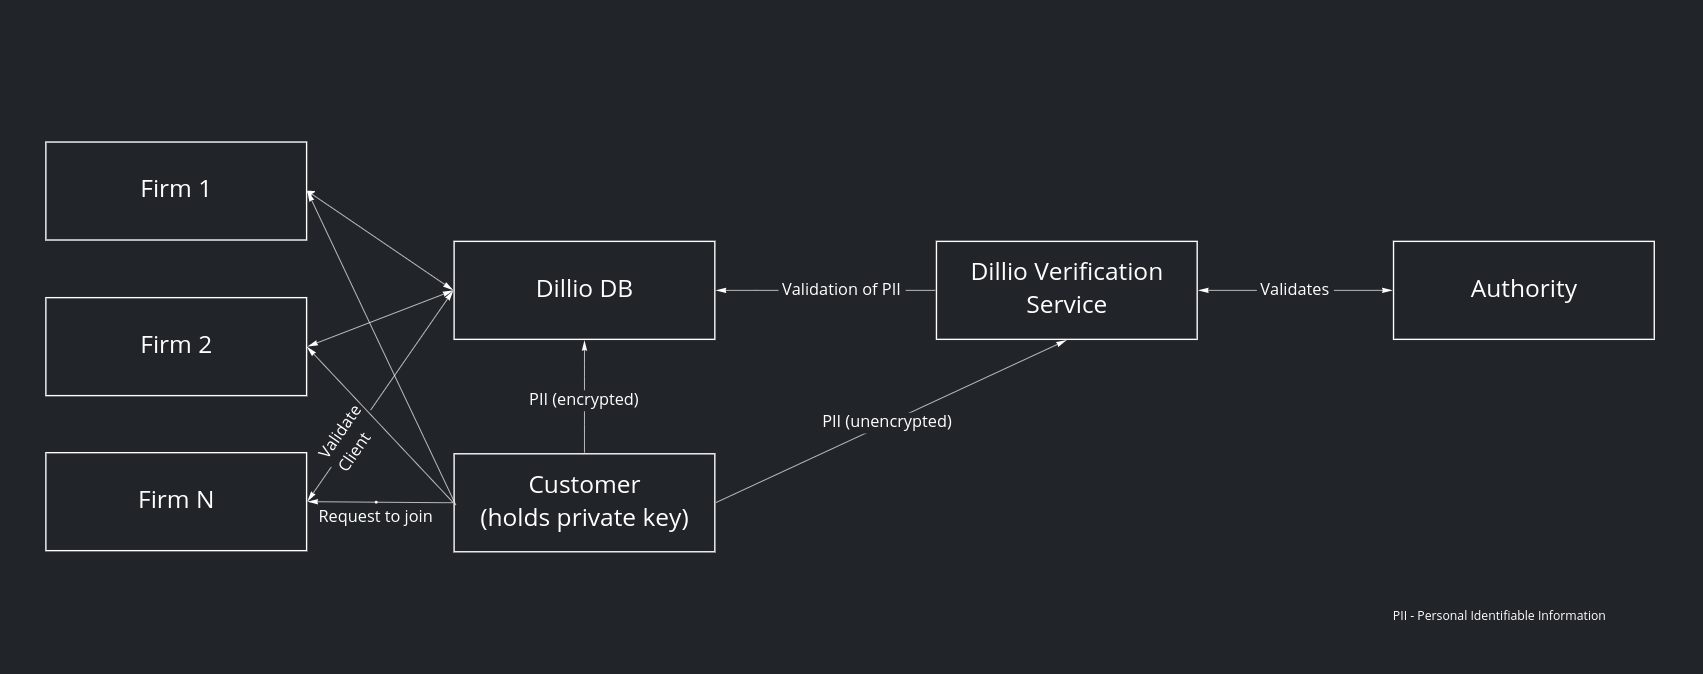 Firm 1
Dillio DB
Validation of PII
Dillio Verification
Service
Validates
Authority
Firm 2
PII (encrypted)
PII (unencrypted)
Validate
Client
Firm N
Request to join
Customer
(holds private key)
PII - Personal Identifiable Information